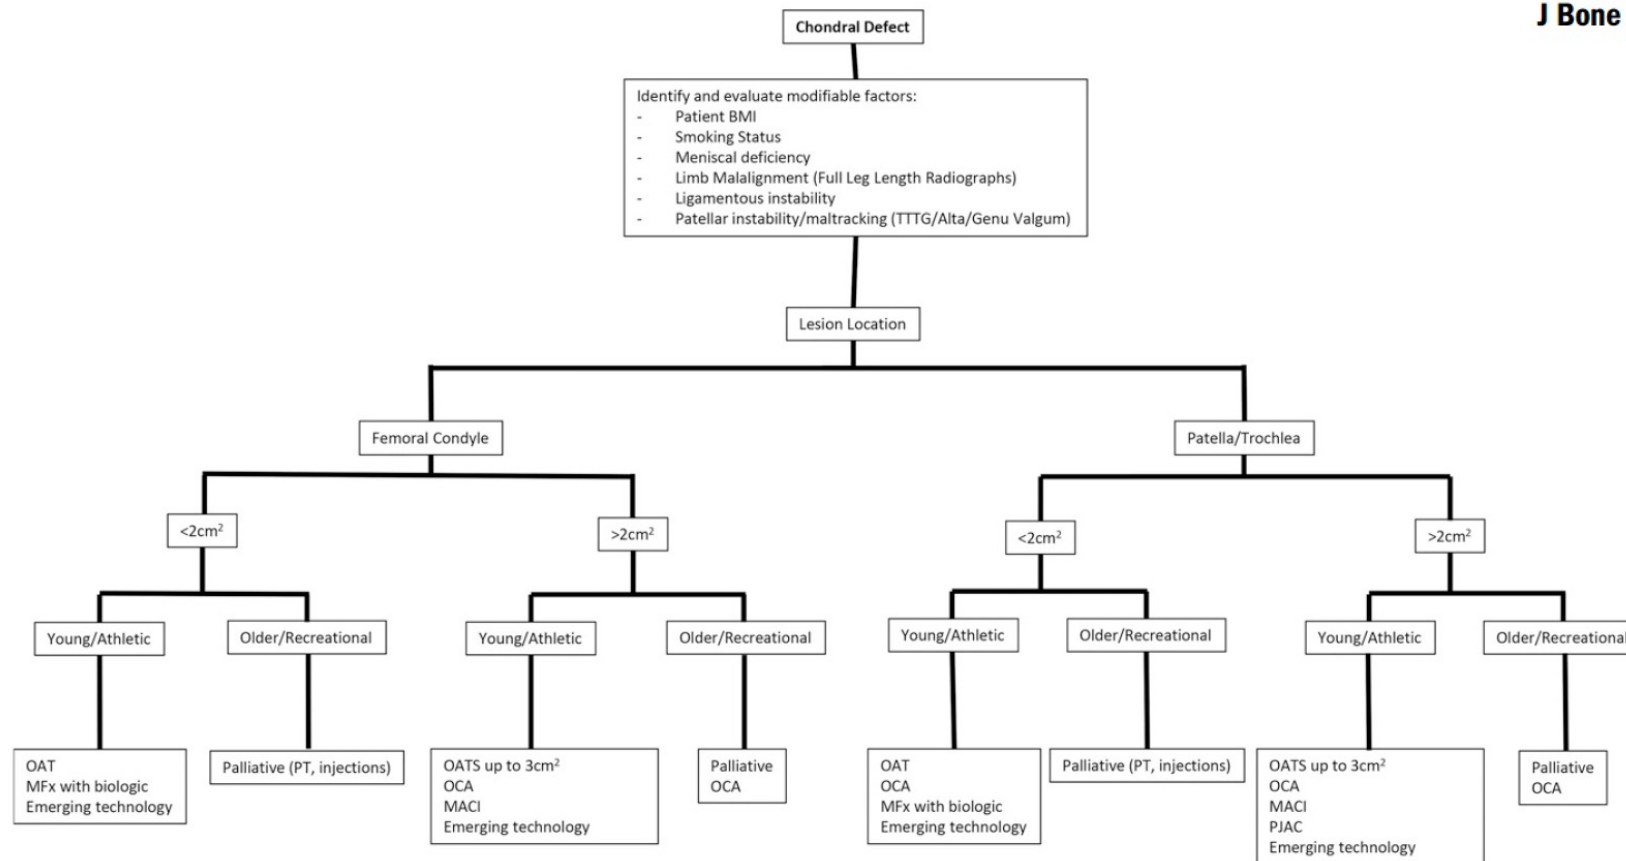 J Bone
Chondral Defect
Identify and evaluate modifiable factors:
- Patient BMI
- Smoking Status
- Meniscal deficiency
- Limb Malalignment (Full Leg Length Radiographs)
- Ligamentous instability
- Patellar instability/maltracking (TTTG/Alta/Genu Valgum)
Lesion Location
Femoral Condyle
Patella/Trochlea
<2cm²
>2cm²
<2cm²
>2cm²
Young/Athletic
Older/Recreational
Young/Athletic
Older/Recreational
Young/Athletic
Older/Recreational
Young/Athletic
Older/Recreational
OAT
MFx with biologic
Emerging technology
Palliative (PT, injections)
OATS up to 3cm²
OCA
MACI
Emerging technology
Palliative
OCA
OAT
OCA
MFx with biologic
Emerging technology
Palliative (PT, injections)
OATS up to 3cm²
OCA
MACI
PJAC
Emerging technology
Palliative
OCA